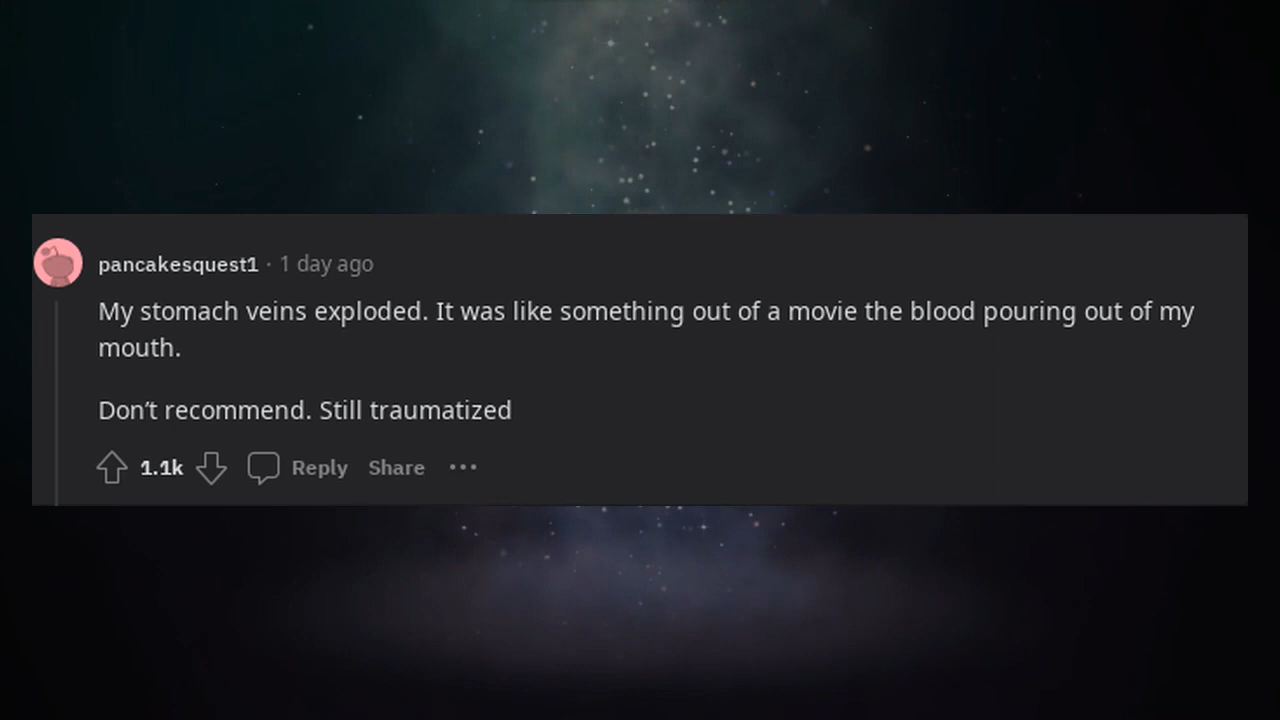 pancakesquest1 · 1 day ago
My stomach veins exploded. It was like something out of a movie the blood pouring out of my
mouth.
Don’t recommend. Still traumatized
1.1k Reply Share ···